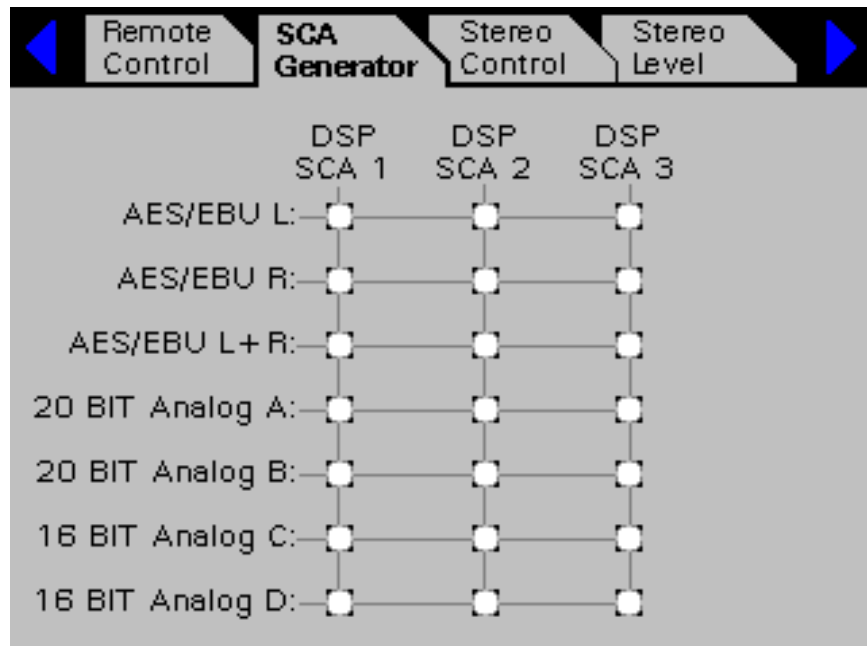 Remote Control
SCA Generator
Stereo Control
Stereo Level
DSP SCA 1
DSP SCA 2
DSP SCA 3
AES/EBU L:
AES/EBU R:
AES/EBU L+R:
20 BIT Analog A:
20 BIT Analog B:
16 BIT Analog C:
16 BIT Analog D: